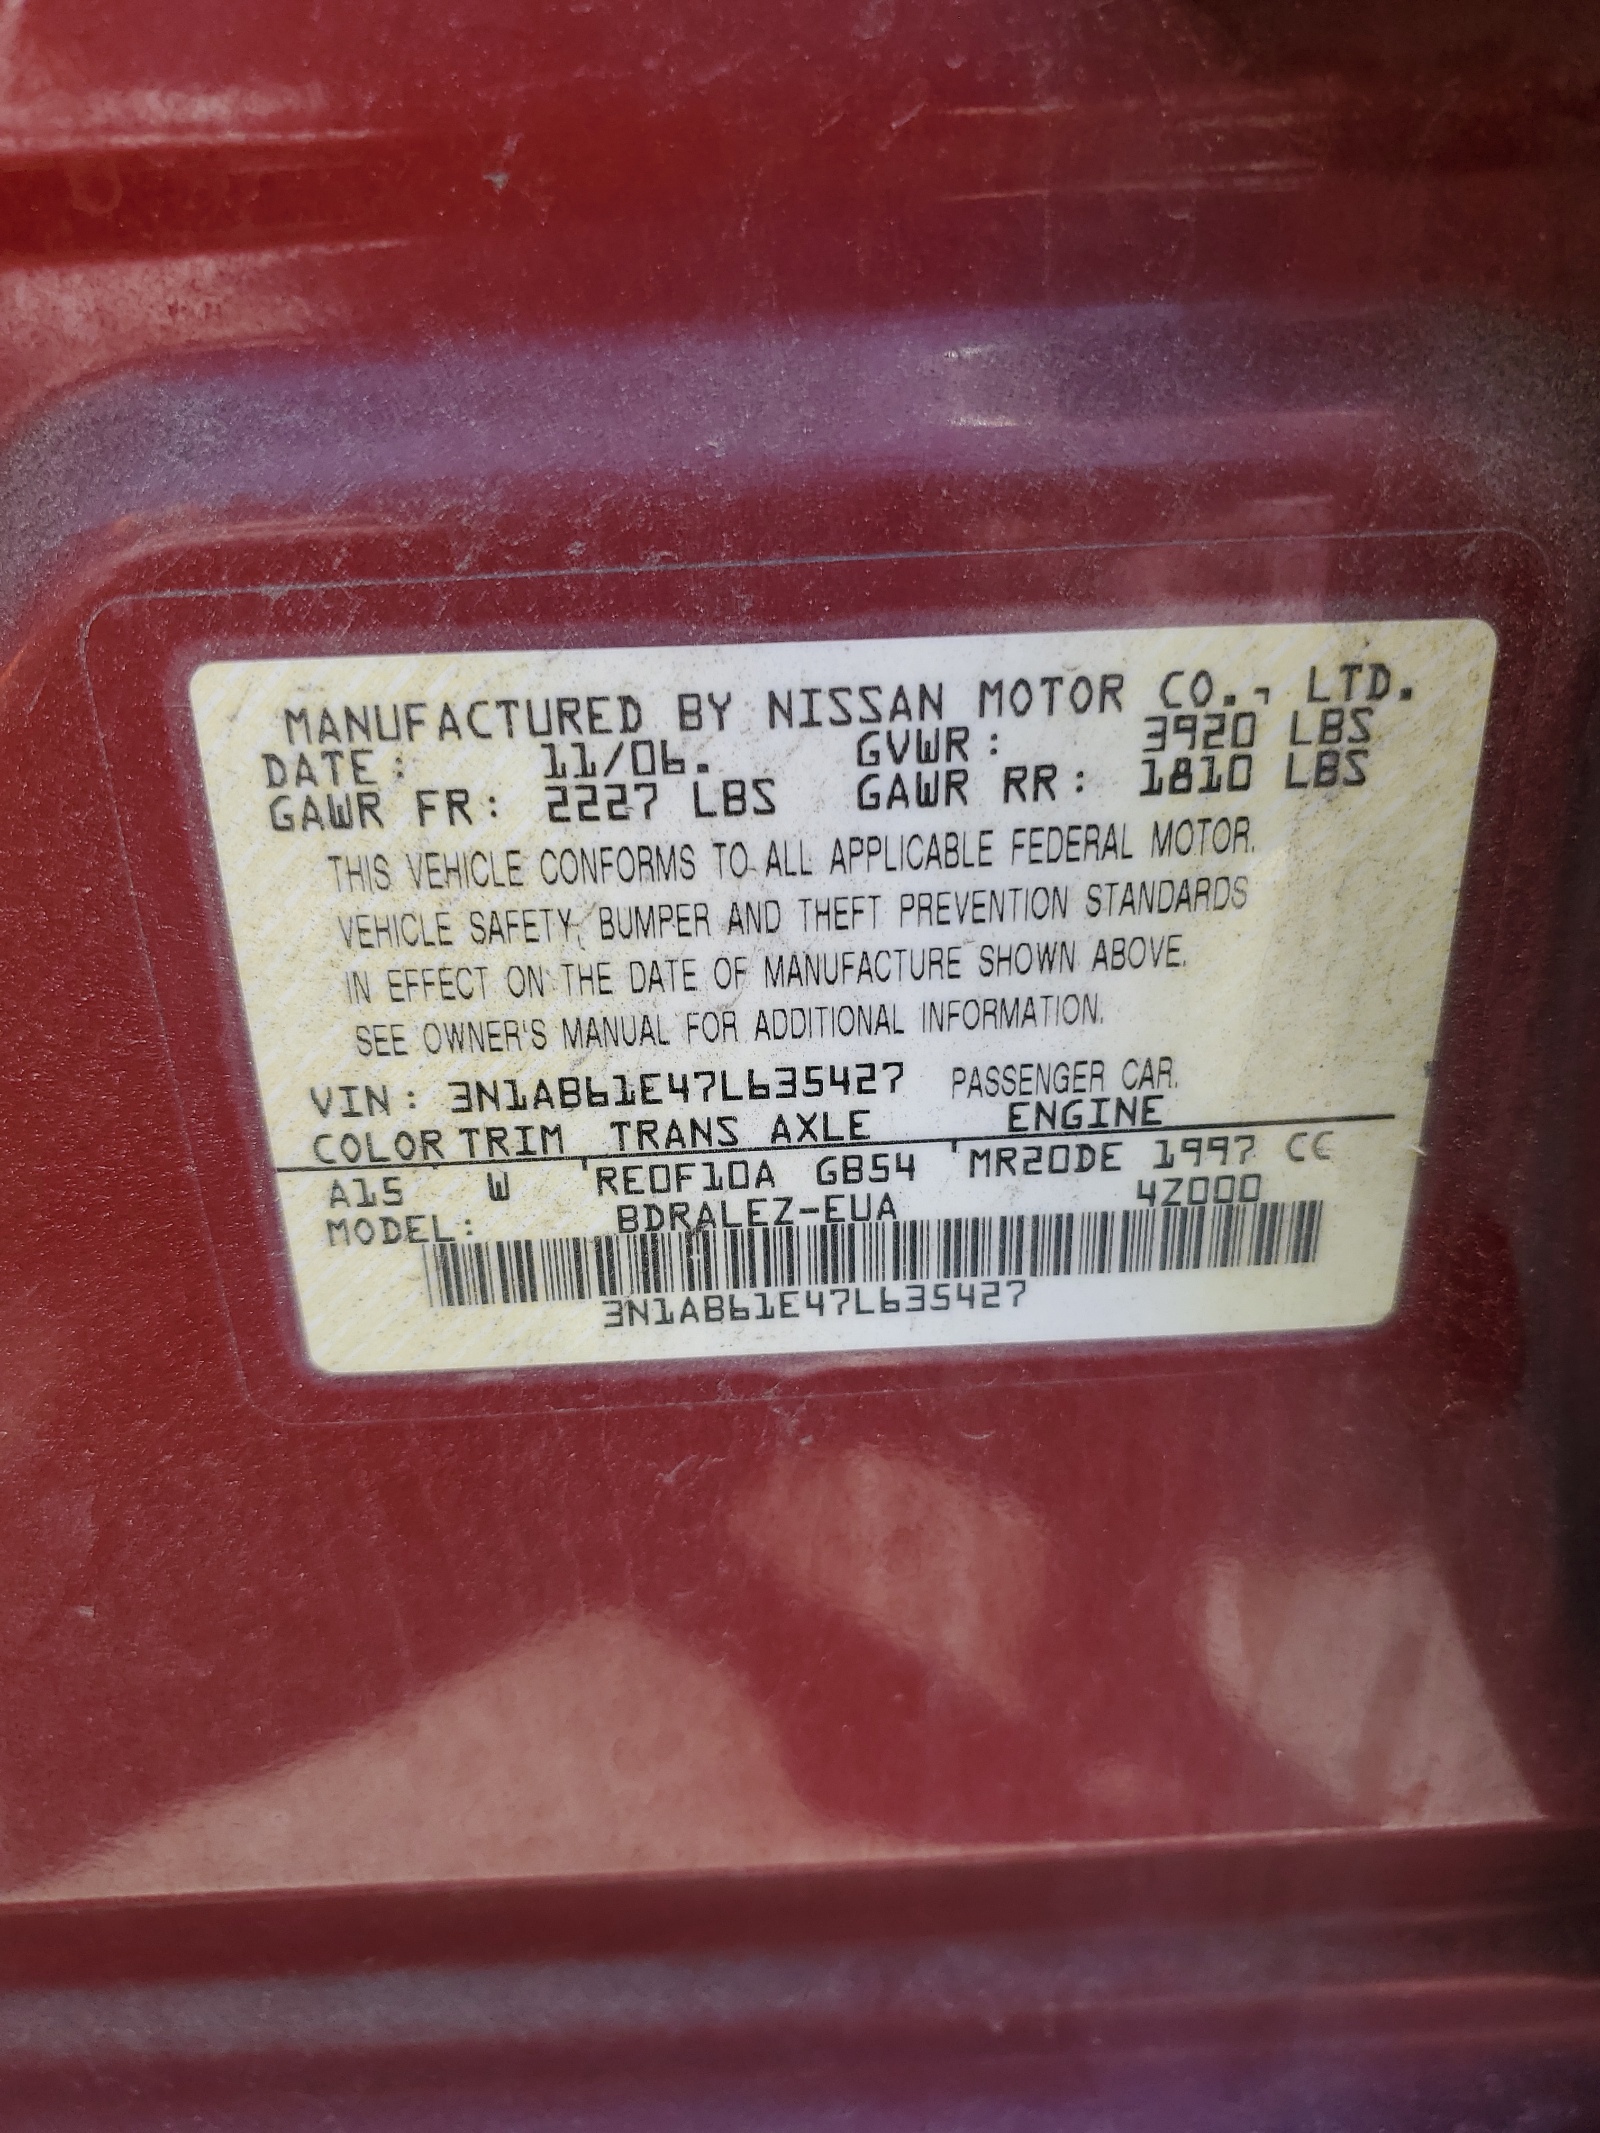 MANUFACTURED BY NISSAN MOTOR CO., LTD.
DATE: 11/06. GVWR: 3920 LBS
GAWR FR: 2227 LBS GAWR RR: 1810 LBS
THIS VEHICLE CONFORMS TO ALL APPLICABLE FEDERAL MOTOR
VEHICLE SAFETY, BUMPER AND THEFT PREVENTION STANDARDS
IN EFFECT ON THE DATE OF MANUFACTURE SHOWN ABOVE.
SEE OWNER'S MANUAL FOR ADDITIONAL INFORMATION.
VIN: 3N1AB61E47L635427 PASSENGER CAR.
COLOR TRIM TRANS AXLE ENGINE
A15 W RE0F10A GB54 MR20DE 1997 CC
MODEL: BDRALEZ-EUA 4Z000
3N1AB61E47L635427